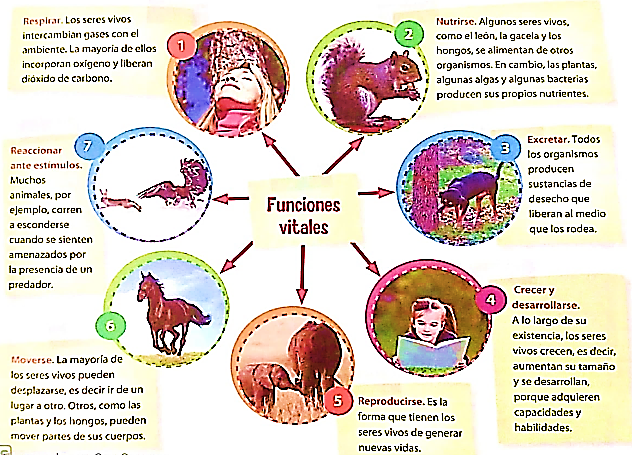 Funciones
vitales
1
Respirar. Los seres vivos
intercambian gases con el
ambiente. La mayoría de ellos
incorporan oxígeno y liberan
dióxido de carbono.
2
Nutrirse. Algunos seres vivos,
como el león, la gacela y los
hongos, se alimentan de otros
organismos. En cambio, las plantas,
algunas algas y algunas bacterias
producen sus propios nutrientes.
3
Excretar. Todos
los organismos
producen
sustancias de
desecho que
liberan al medio
que los rodea.
4
Crecer y
desarrollarse.
A lo largo de su
existencia, los seres
vivos crecen, es decir,
aumentan su tamaño
y se desarrollan,
porque adquieren
capacidades y
habilidades.
5
Reproducirse. Es la
forma que tienen los
seres vivos de generar
nuevas vidas.
6
Moverse. La mayoría de
los seres vivos pueden
desplazarse, es decir ir de un
lugar a otro. Otros, como las
plantas y los hongos, pueden
mover partes de sus cuerpos.
7
Reaccionar
ante estímulos.
Muchos
animales, por
ejemplo, corren
a esconderse
cuando se sienten
amenazados por
la presencia de un
predador.